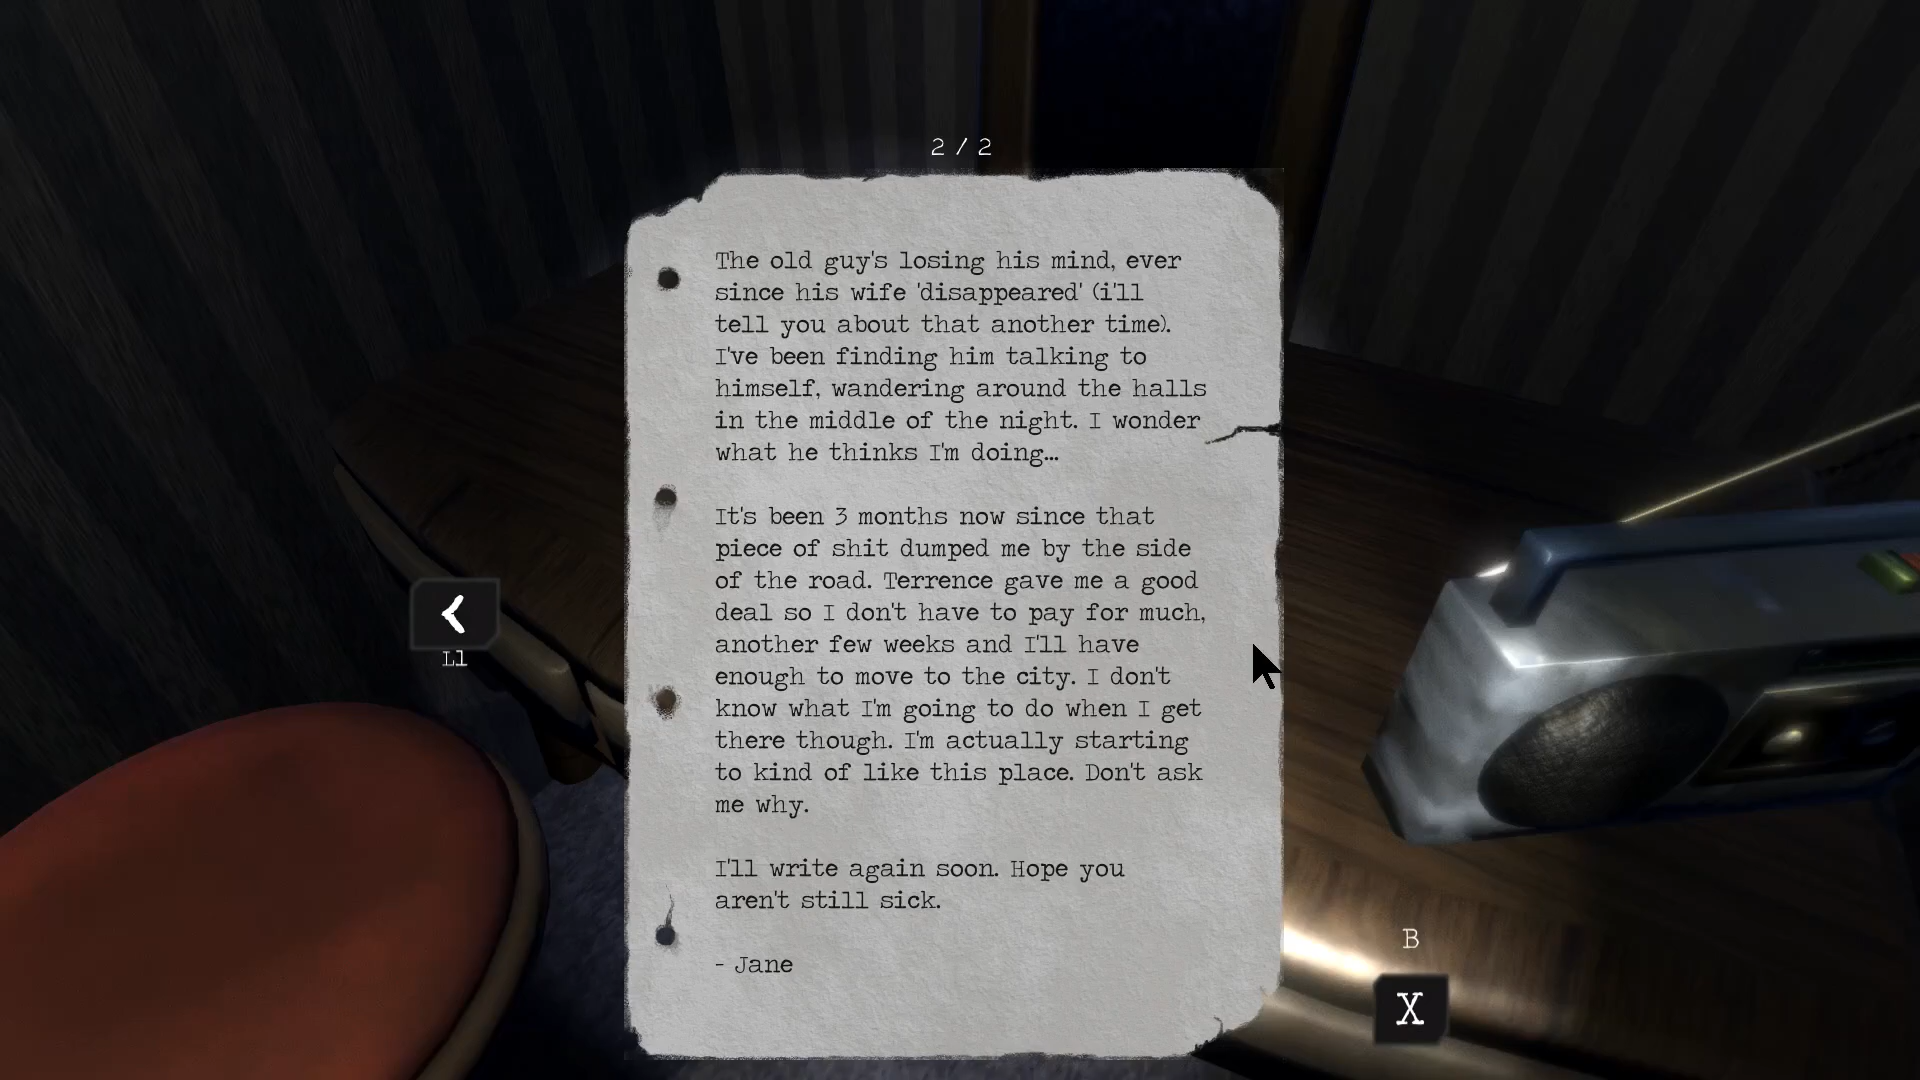 2 / 2
The old guy's losing his mind, ever
since his wife 'disappeared' (i'll
tell you about that another time).
I've been finding him talking to
himself, wandering around the halls
in the middle of the night. I wonder
what he thinks I'm doing...
It's been 3 months now since that
piece of shit dumped me by the side
of the road. Terrence gave me a good
deal so I don't have to pay for much,
another few weeks and I'll have
enough to move to the city. I don't
know what I'm going to do when I get
there though. I'm actually starting
to kind of like this place. Don't ask
me why.
I'll write again soon. Hope you
aren't still sick.
- Jane
L1
B
X